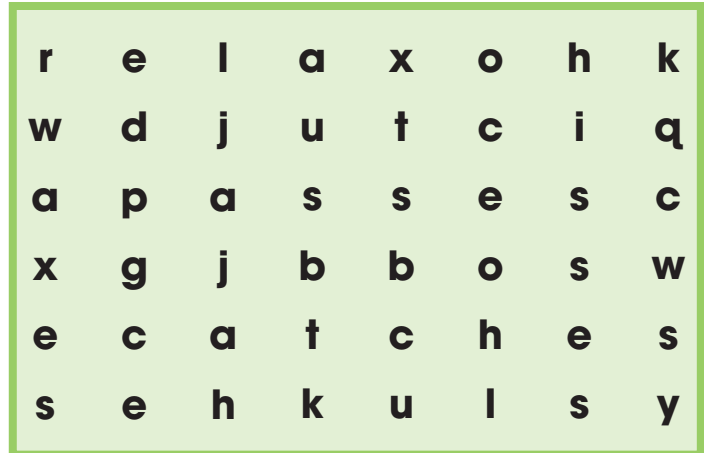 r e l a x o h k
w d j u t c i q
a p a s s e s c
x g j b b o s w
e c a t c h e s
s e h k u l s y